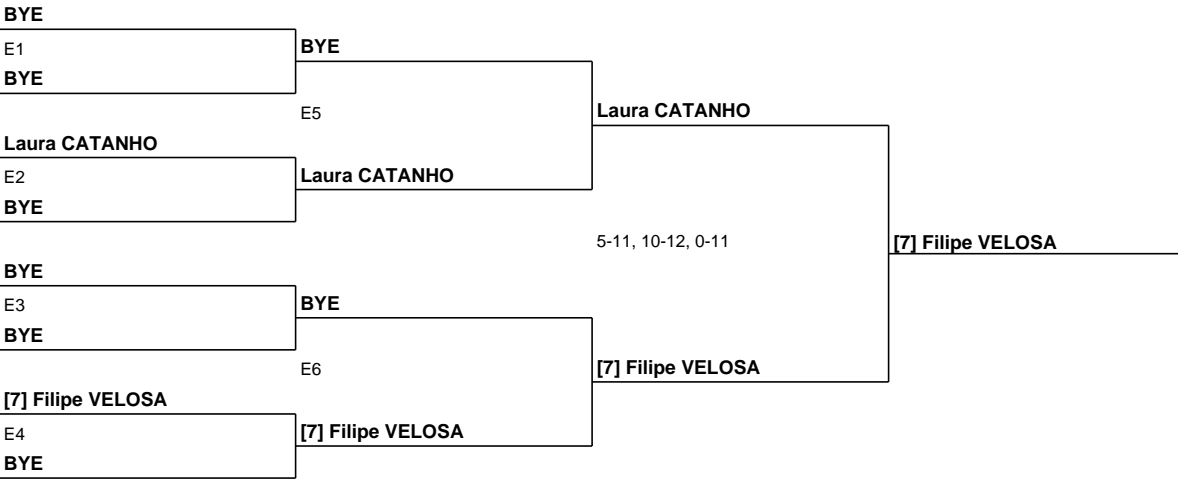 BYE
E1
BYE
BYE
E5
Laura CATANHO
Laura CATANHO
E2
Laura CATANHO
BYE
5-11, 10-12, 0-11
[7] Filipe VELOSA
BYE
E3
BYE
BYE
E6
[7] Filipe VELOSA
[7] Filipe VELOSA
E4
[7] Filipe VELOSA
BYE